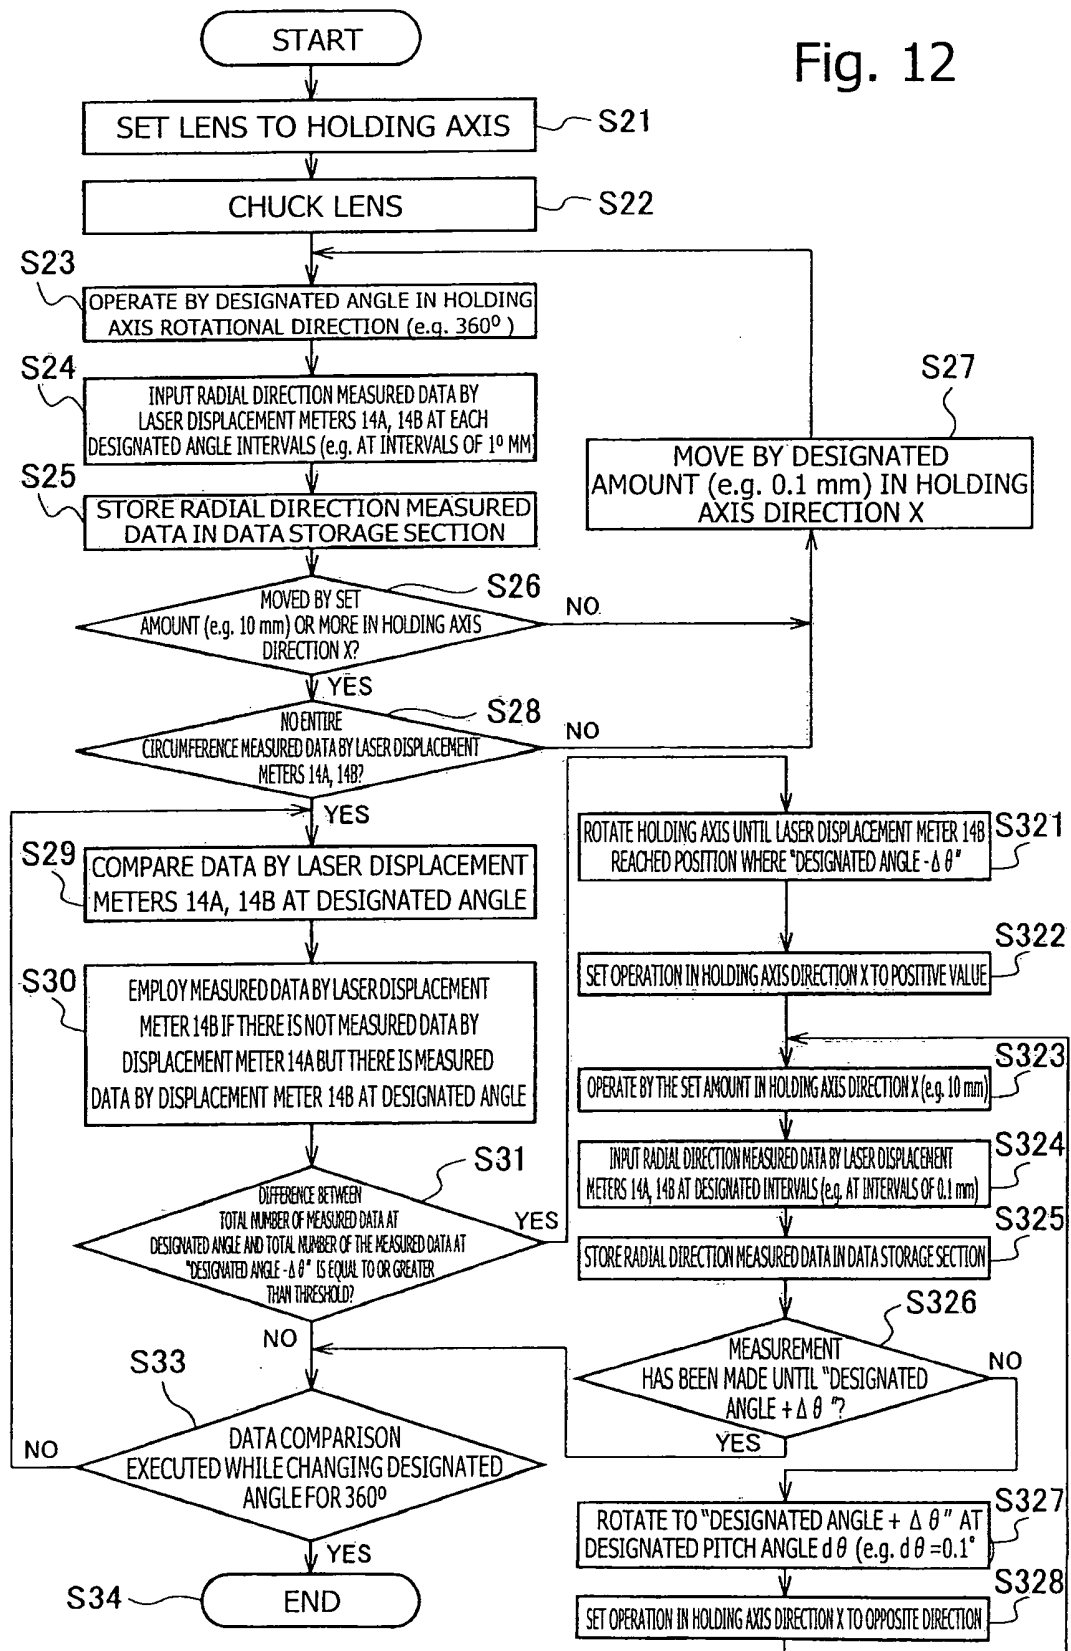 START
Fig. 12
SET LENS TO HOLDING AXIS
S21
CHUCK LENS
S22
S23
OPERATE BY DESIGNATED ANGLE IN HOLDING
AXIS ROTATIONAL DIRECTION (e.g. 360º )
S24
INPUT RADIAL DIRECTION MEASURED DATA BY
LASER DISPLACEMENT METERS 14A, 14B AT EACH
DESIGNATED ANGLE INTERVALS (e.g. AT INTERVALS OF 1º MM)
S25
STORE RADIAL DIRECTION MEASURED
DATA IN DATA STORAGE SECTION
S26
MOVED BY SET
AMOUNT (e.g. 10 mm) OR MORE IN HOLDING AXIS
DIRECTION X?
NO
YES
S27
MOVE BY DESIGNATED
AMOUNT (e.g. 0.1 mm) IN HOLDING
AXIS DIRECTION X
S28
NO ENTIRE
CIRCUMFERENCE MEASURED DATA BY LASER DISPLACEMENT
METERS 14A, 14B?
NO
YES
S29
COMPARE DATA BY LASER DISPLACEMENT
METERS 14A, 14B AT DESIGNATED ANGLE
S30
EMPLOY MEASURED DATA BY LASER DISPLACEMENT
METER 14B IF THERE IS NOT MEASURED DATA BY
DISPLACEMENT METER 14A BUT THERE IS MEASURED
DATA BY DISPLACEMENT METER 14B AT DESIGNATED ANGLE
S31
DIFFERENCE BETWEEN
TOTAL NUMBER OF MEASURED DATA AT
DESIGNATED ANGLE AND TOTAL NUMBER OF THE MEASURED DATA AT
"DESIGNATED ANGLE - Δ θ" IS EQUAL TO OR GREATER
THAN THRESHOLD?
YES
NO
S33
DATA COMPARISON
EXECUTED WHILE CHANGING DESIGNATED
ANGLE FOR 360º
NO
YES
S34
END
S321
ROTATE HOLDING AXIS UNTIL LASER DISPLACEMENT METER 14B
REACHED POSITION WHERE "DESIGNATED ANGLE - Δ θ"
S322
SET OPERATION IN HOLDING AXIS DIRECTION X TO POSITIVE VALUE
S323
OPERATE BY THE SET AMOUNT IN HOLDING AXIS DIRECTION X (e.g. 10 mm)
S324
INPUT RADIAL DIRECTION MEASURED DATA BY LASER DISPLACEMENT
METERS 14A, 14B AT DESIGNATED INTERVALS (e.g. AT INTERVALS OF 0.1 mm)
S325
STORE RADIAL DIRECTION MEASURED DATA IN DATA STORAGE SECTION
S326
MEASUREMENT
HAS BEEN MADE UNTIL "DESIGNATED
ANGLE + Δ θ "?
NO
YES
S327
ROTATE TO "DESIGNATED ANGLE + Δ θ" AT
DESIGNATED PITCH ANGLE d θ (e.g. d θ =0.1°
S328
SET OPERATION IN HOLDING AXIS DIRECTION X TO OPPOSITE DIRECTION